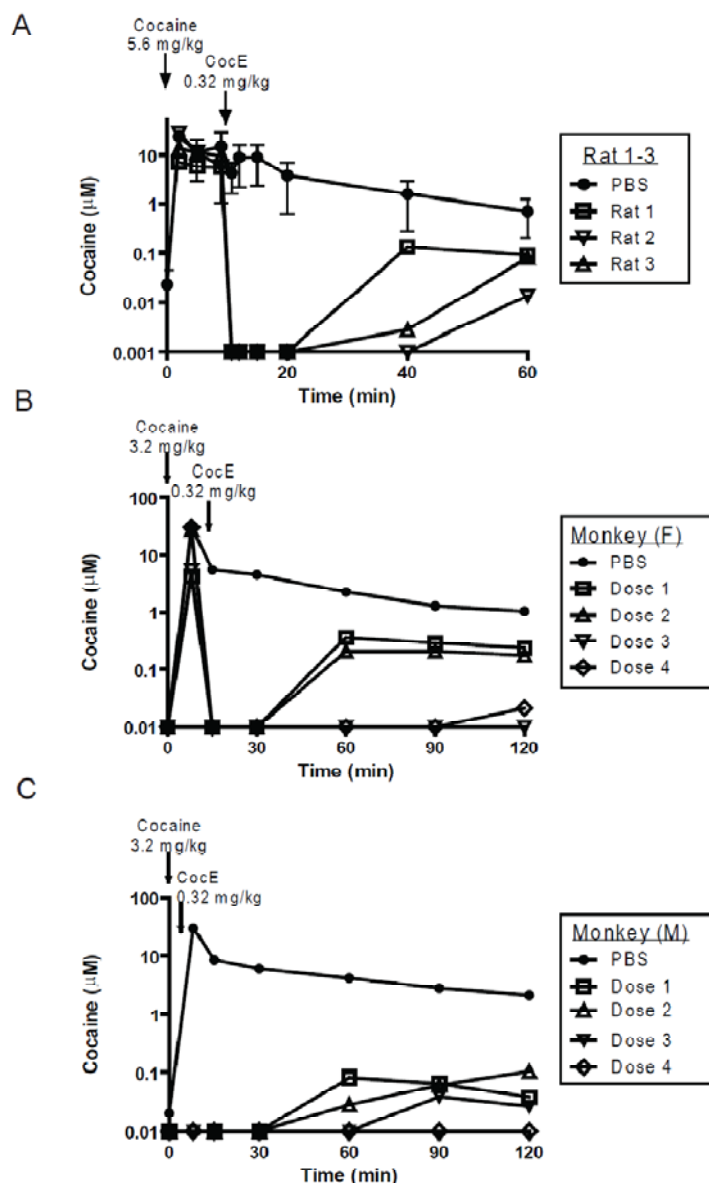 A
Cocaine
5.6 mg/kg
CocE
0.32 mg/kg
Cocaine (µM)
10
1
0.1
0.01
0.001
0
20
40
60
Time (min)
Rat 1-3
PBS
Rat 1
Rat 2
Rat 3
B
Cocaine
3.2 mg/kg
CocE
0.32 mg/kg
Cocaine (µM)
100
10
1
0.1
0.01
0
30
60
90
120
Time (min)
Monkey (F)
PBS
Dose 1
Dose 2
Dose 3
Dose 4
C
Cocaine
3.2 mg/kg
CocE
0.32 mg/kg
Cocaine (µM)
100
10
1
0.1
0.01
0
30
60
90
120
Time (min)
Monkey (M)
PBS
Dose 1
Dose 2
Dose 3
Dose 4